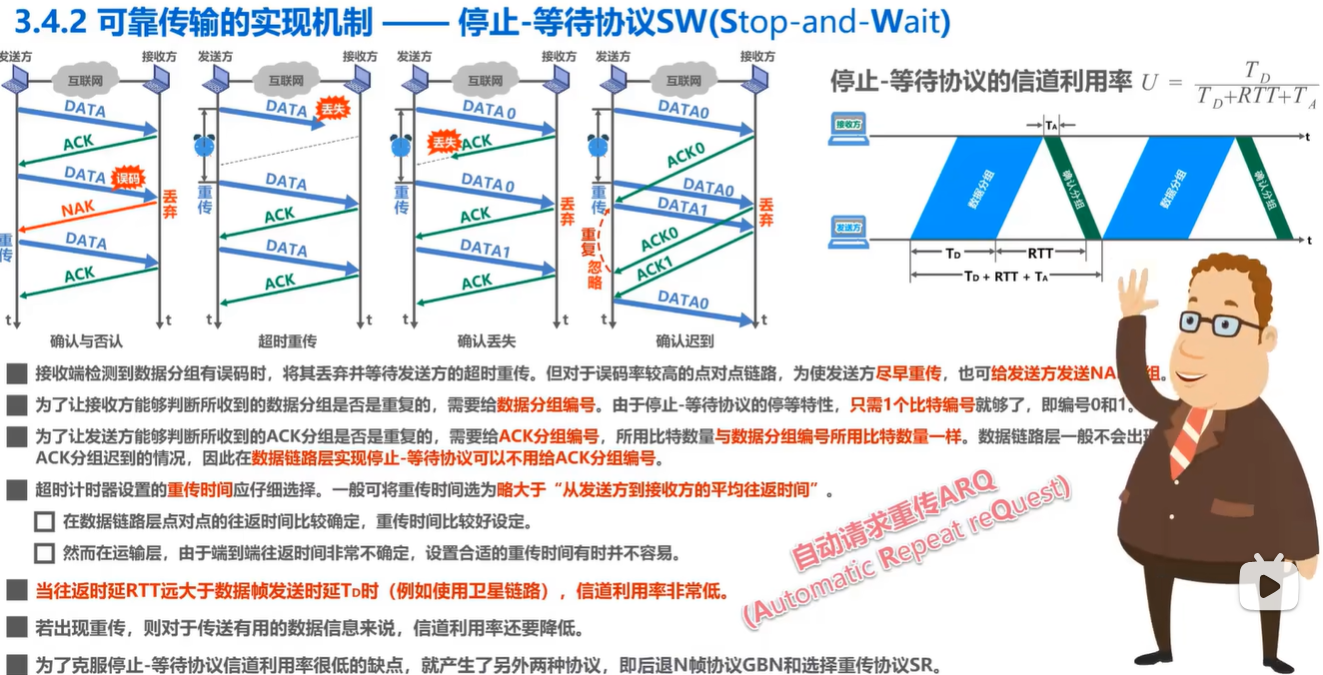 3.4.2 可靠传输的实现机制 —— 停止-等待协议SW(Stop-and-Wait)
发送方 互联网 接收方
DATA
ACK
DATA 误码
丢弃
NAK
重传
DATA
ACK
t t
确认与否认
发送方 互联网 接收方
DATA 丢失
重传
DATA
ACK
DATA
ACK
t t
超时重传
发送方 互联网 接收方
DATA 0
丢失 ACK
重传
DATA 0
丢弃
ACK
DATA1
ACK
t t
确认丢失
发送方 互联网 接收方
DATA0
ACK0
重传
DATA0
丢弃
DATA1
重复 忽略
ACK0
ACK1
DATA0
t t
确认迟到
停止-等待协议的信道利用率 U = T_D / (T_D+RTT+T_A)
接收方
TA
t
数据分组 确认分组 数据分组 确认分组
发送方
t
TD RTT
TD + RTT + TA
接收端检测到数据分组有误码时，将其丢弃并等待发送方的超时重传。但对于误码率较高的点对点链路，为使发送方尽早重传，也可给发送方发送NA 组。
为了让接收方能够判断所收到的数据分组是否是重复的，需要给数据分组编号。由于停止-等待协议的停等特性，只需1个比特编号就够了，即编号0和1。
为了让发送方能够判断所收到的ACK分组是否是重复的，需要给ACK分组编号，所用比特数量与数据分组编号所用比特数量一样。数据链路层一般不会出现
ACK分组迟到的情况，因此在数据链路层实现停止-等待协议可以不用给ACK分组编号。
超时计时器设置的重传时间应仔细选择。一般可将重传时间选为略大于“从发送方到接收方的平均往返时间”。
在数据链路层点对点的往返时间比较确定，重传时间比较好设定。
然而在运输层，由于端到端往返时间非常不确定，设置合适的重传时间有时并不容易。
自动请求重传ARQ
(Automatic Repeat reQuest)
当往返时延RTT远大于数据帧发送时延TD时（例如使用卫星链路），信道利用率非常低。
若出现重传，则对于传送有用的数据信息来说，信道利用率还要降低。
为了克服停止-等待协议信道利用率很低的缺点，就产生了另外两种协议，即后退N帧协议GBN和选择重传协议SR。